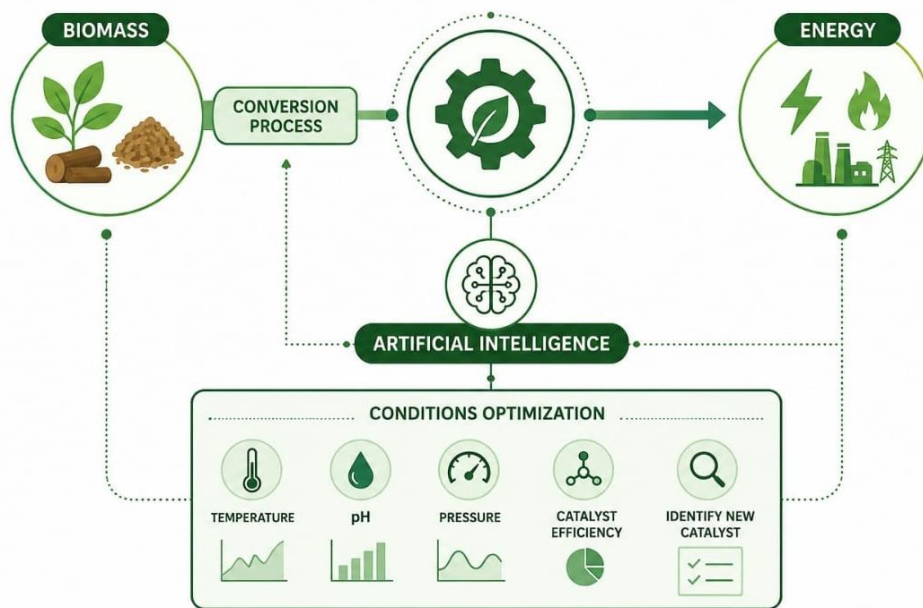 BIOMASS
ENERGY
CONVERSION
PROCESS
ARTIFICIAL INTELLIGENCE
CONDITIONS OPTIMIZATION
TEMPERATURE
pH
PRESSURE
CATALYST
EFFICIENCY
IDENTIFY NEW
CATALYST